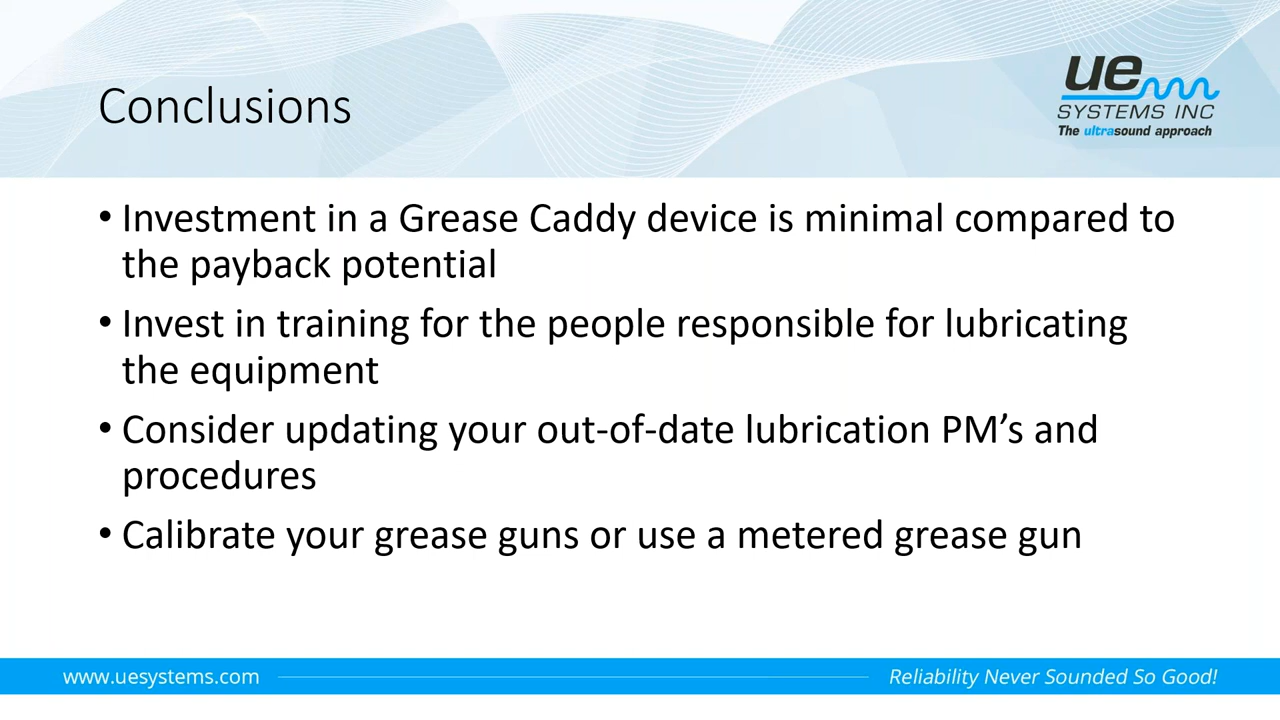 Conclusions
ue
SYSTEMS INC
The ultrasound approach
• Investment in a Grease Caddy device is minimal compared to
the payback potential
• Invest in training for the people responsible for lubricating
the equipment
• Consider updating your out-of-date lubrication PM’s and
procedures
• Calibrate your grease guns or use a metered grease gun
www.uesystems.com
Reliability Never Sounded So Good!